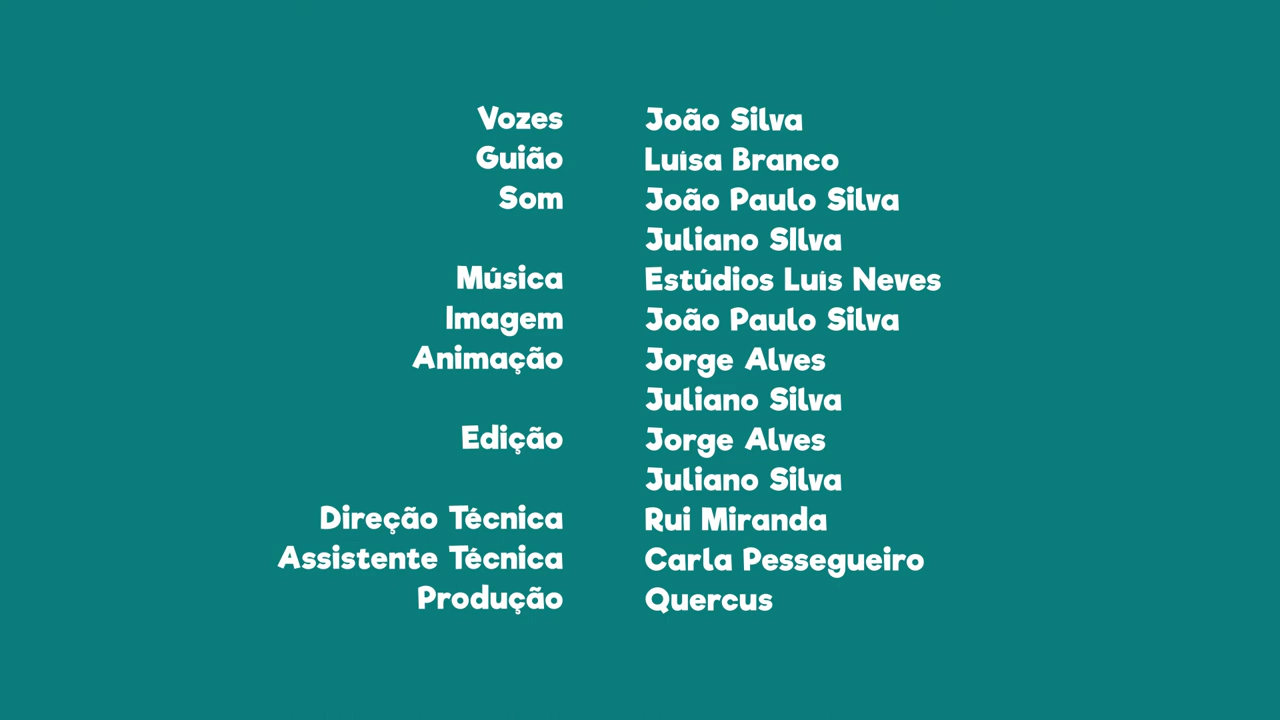 Vozes João Silva
Guião Luísa Branco
Som João Paulo Silva
Juliano SIlva
Música Estúdios Luís Neves
Imagem João Paulo Silva
Animação Jorge Alves
Juliano Silva
Edição Jorge Alves
Juliano Silva
Direção Técnica Rui Miranda
Assistente Técnica Carla Pessegueiro
Produção Quercus